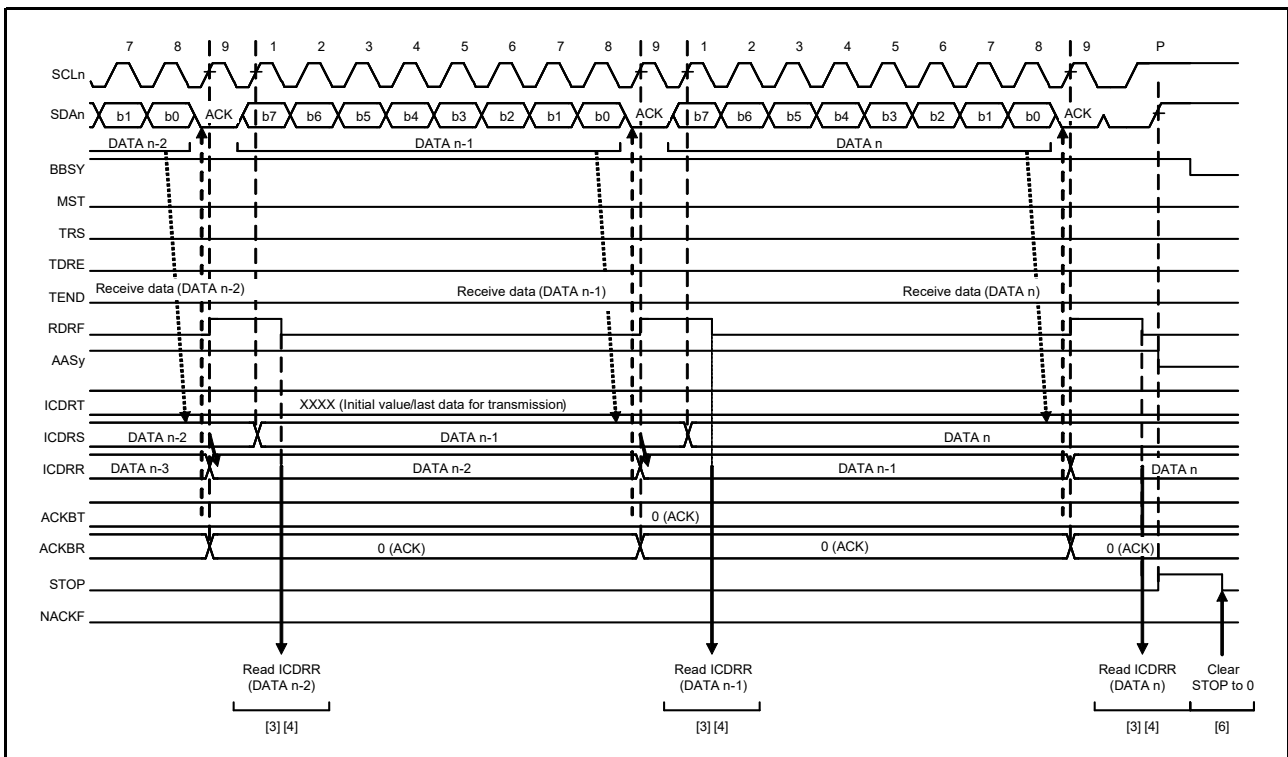 7 8 9 1 2 3 4 5 6 7 8 9 1 2 3 4 5 6 7 8 9 P
SCLn
SDAn b1 b0 ACK b7 b6 b5 b4 b3 b2 b1 b0 ACK b7 b6 b5 b4 b3 b2 b1 b0 ACK
DATA n-2 DATA n-1 DATA n
BBSY
MST
TRS
TDRE
Receive data (DATA n-2) Receive data (DATA n-1) Receive data (DATA n)
TEND
RDRF
AASy
ICDRT XXXX (Initial value/last data for transmission)
ICDRS DATA n-2 DATA n-1 DATA n
ICDRR DATA n-3 DATA n-2 DATA n-1 DATA n
ACKBT 0 (ACK)
ACKBR 0 (ACK) 0 (ACK) 0 (ACK)
STOP
NACKF
Read ICDRR Read ICDRR Read ICDRR Clear
(DATA n-2) (DATA n-1) (DATA n) STOP to 0
[3] [4] [3] [4] [3] [4] [6]